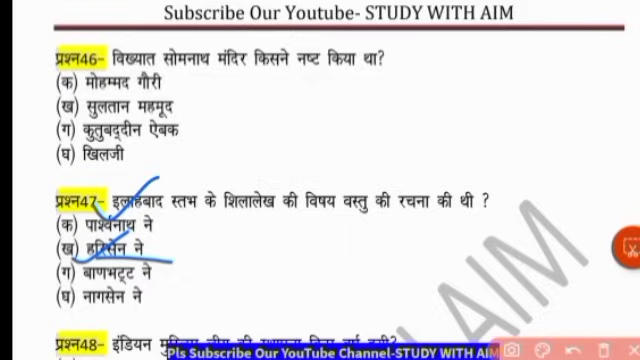 Subscribe Our Youtube- STUDY WITH AIM
प्रश्न46- विख्यात सोमनाथ मंदिर किसने नष्ट किया था?
(क) मोहम्मद गौरी
(ख) सुलतान महमूद
(ग) कुतुबद्दीन ऐबक
(घ) खिलजी
प्रश्न47- इलाहबाद स्तभ के शिलालेख की विषय वस्तु की रचना की थी ?
(क) पार्श्वनाथ ने
(ख) हरिसेन ने
(ग) बाणभट्ट ने
(घ) नागसेन ने
प्रश्न48- इंडियन
Pls Subscribe Our YouTube Channel-STUDY WITH AIM
AIM